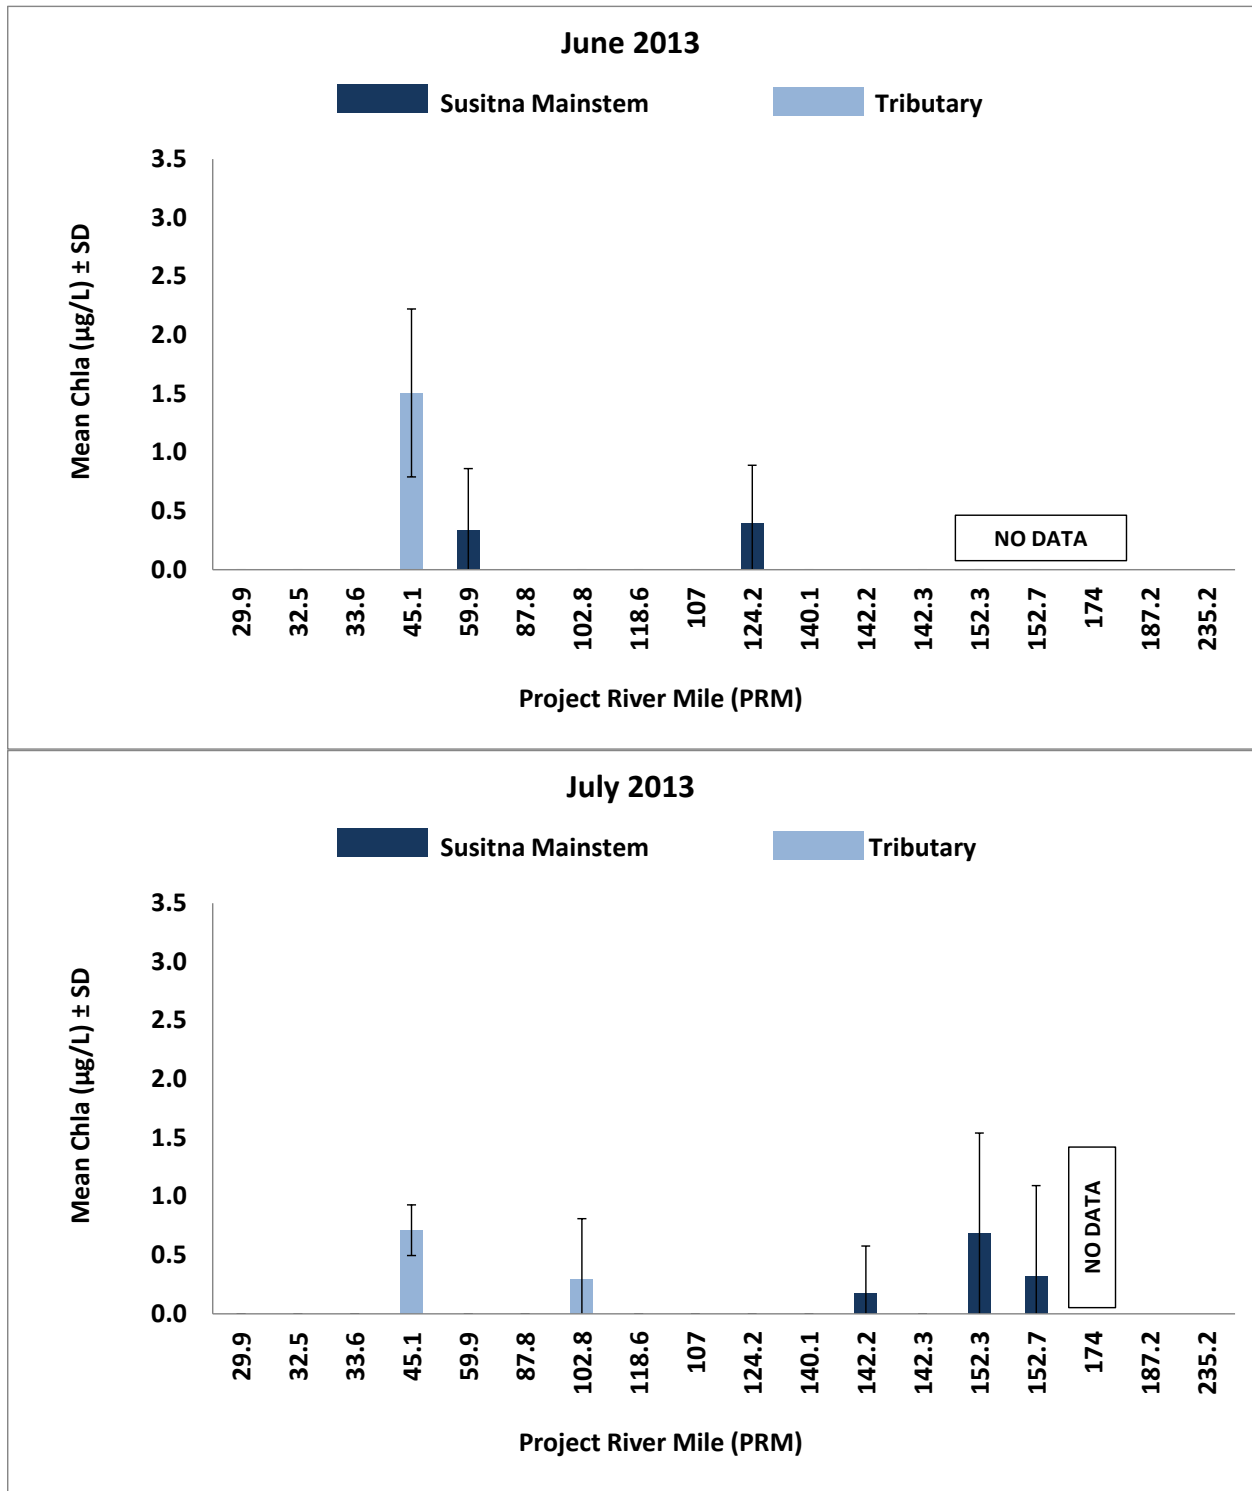 June 2013
Susitna Mainstem Tributary
Mean Chla (µg/L) ± SD
3.5
3.0
2.5
2.0
1.5
1.0
0.5
0.0
NO DATA
29.9 32.5 33.6 45.1 59.9 87.8 102.8 118.6 107 124.2 140.1 142.2 142.3 152.3 152.7 174 187.2 235.2
Project River Mile (PRM)
July 2013
Susitna Mainstem Tributary
Mean Chla (µg/L) ± SD
3.5
3.0
2.5
2.0
1.5
1.0
0.5
0.0
NO DATA
29.9 32.5 33.6 45.1 59.9 87.8 102.8 118.6 107 124.2 140.1 142.2 142.3 152.3 152.7 174 187.2 235.2
Project River Mile (PRM)